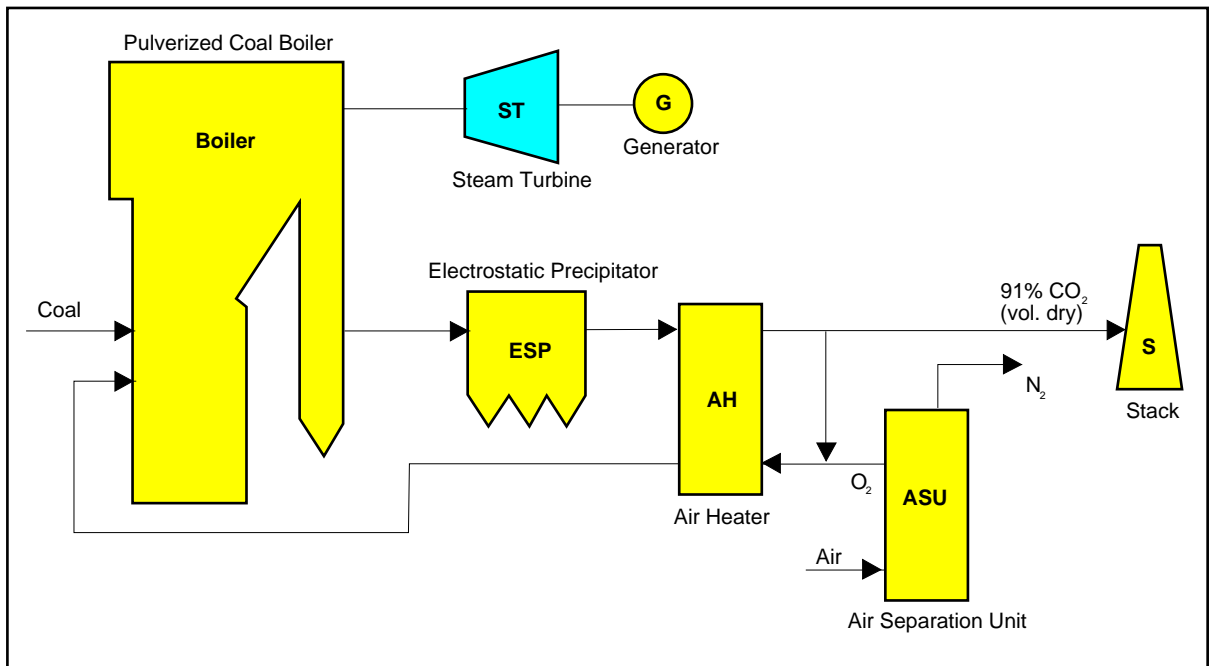 Pulverized Coal Boiler
Boiler
ST
G
Generator
Steam Turbine
Electrostatic Precipitator
Coal
91% CO₂
(vol. dry)
ESP
S
N₂
AH
Stack
O₂
ASU
Air Heater
Air
Air Separation Unit